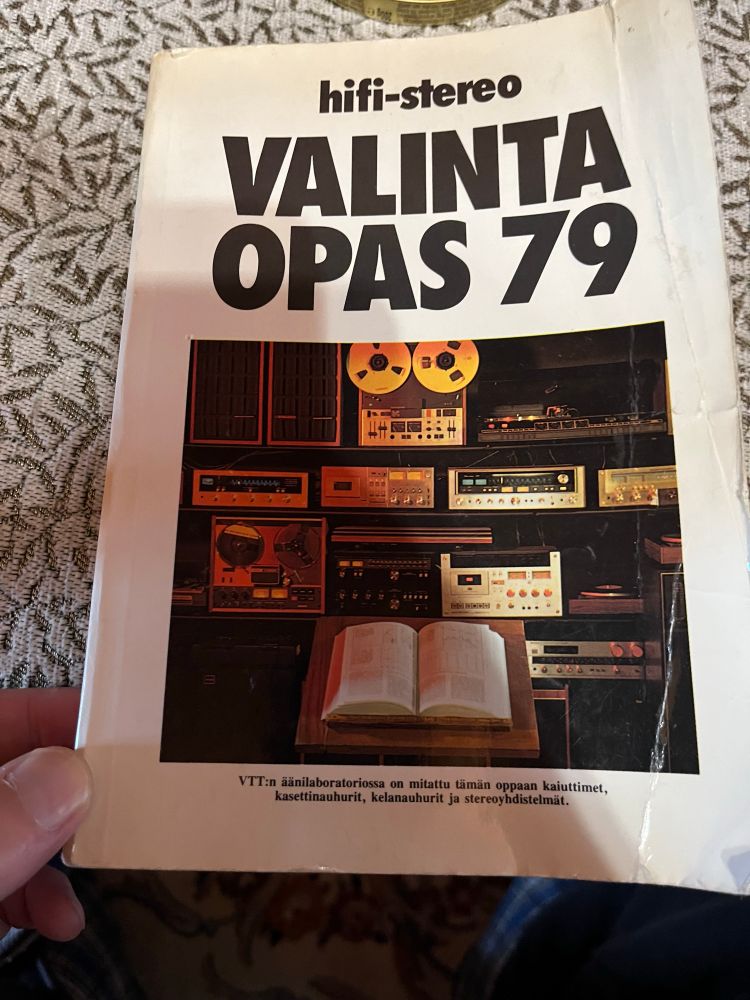 hifi-stereo
VALINTA
OPAS 79
VTT:n äänilaboratoriossa on mitattu tämän oppaan kaiuttimet,
kasettinauhurit, kelanauhurit ja stereoyhdistelmät.